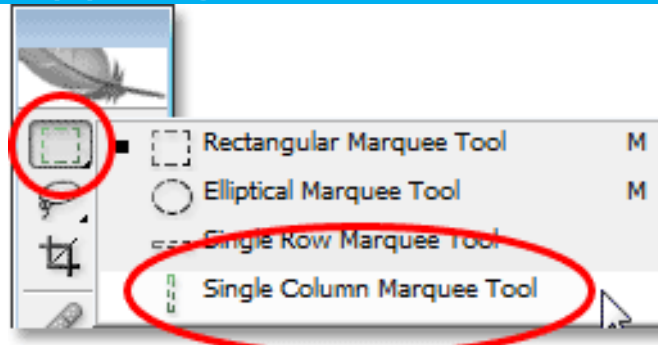 Rectangular Marquee Tool M
Elliptical Marquee Tool M
Single Row Marquee Tool
Single Column Marquee Tool